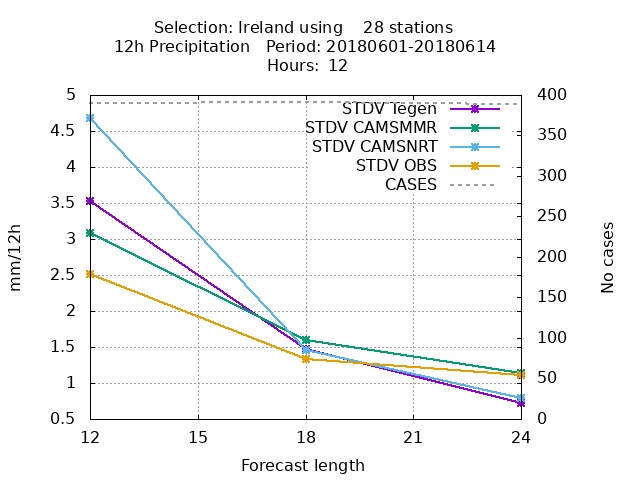 Selection: Ireland using    28 stations
12h Precipitation   Period: 20180601-20180614
Hours: 12
5
4.5
4
3.5
3
2.5
2
1.5
1
0.5
mm/12h
STDV Tegen
STDV CAMSMMR
STDV CAMSNRT
STDV OBS
CASES
400
350
300
250
200
150
100
50
0
No cases
12 15 18 21 24
Forecast length